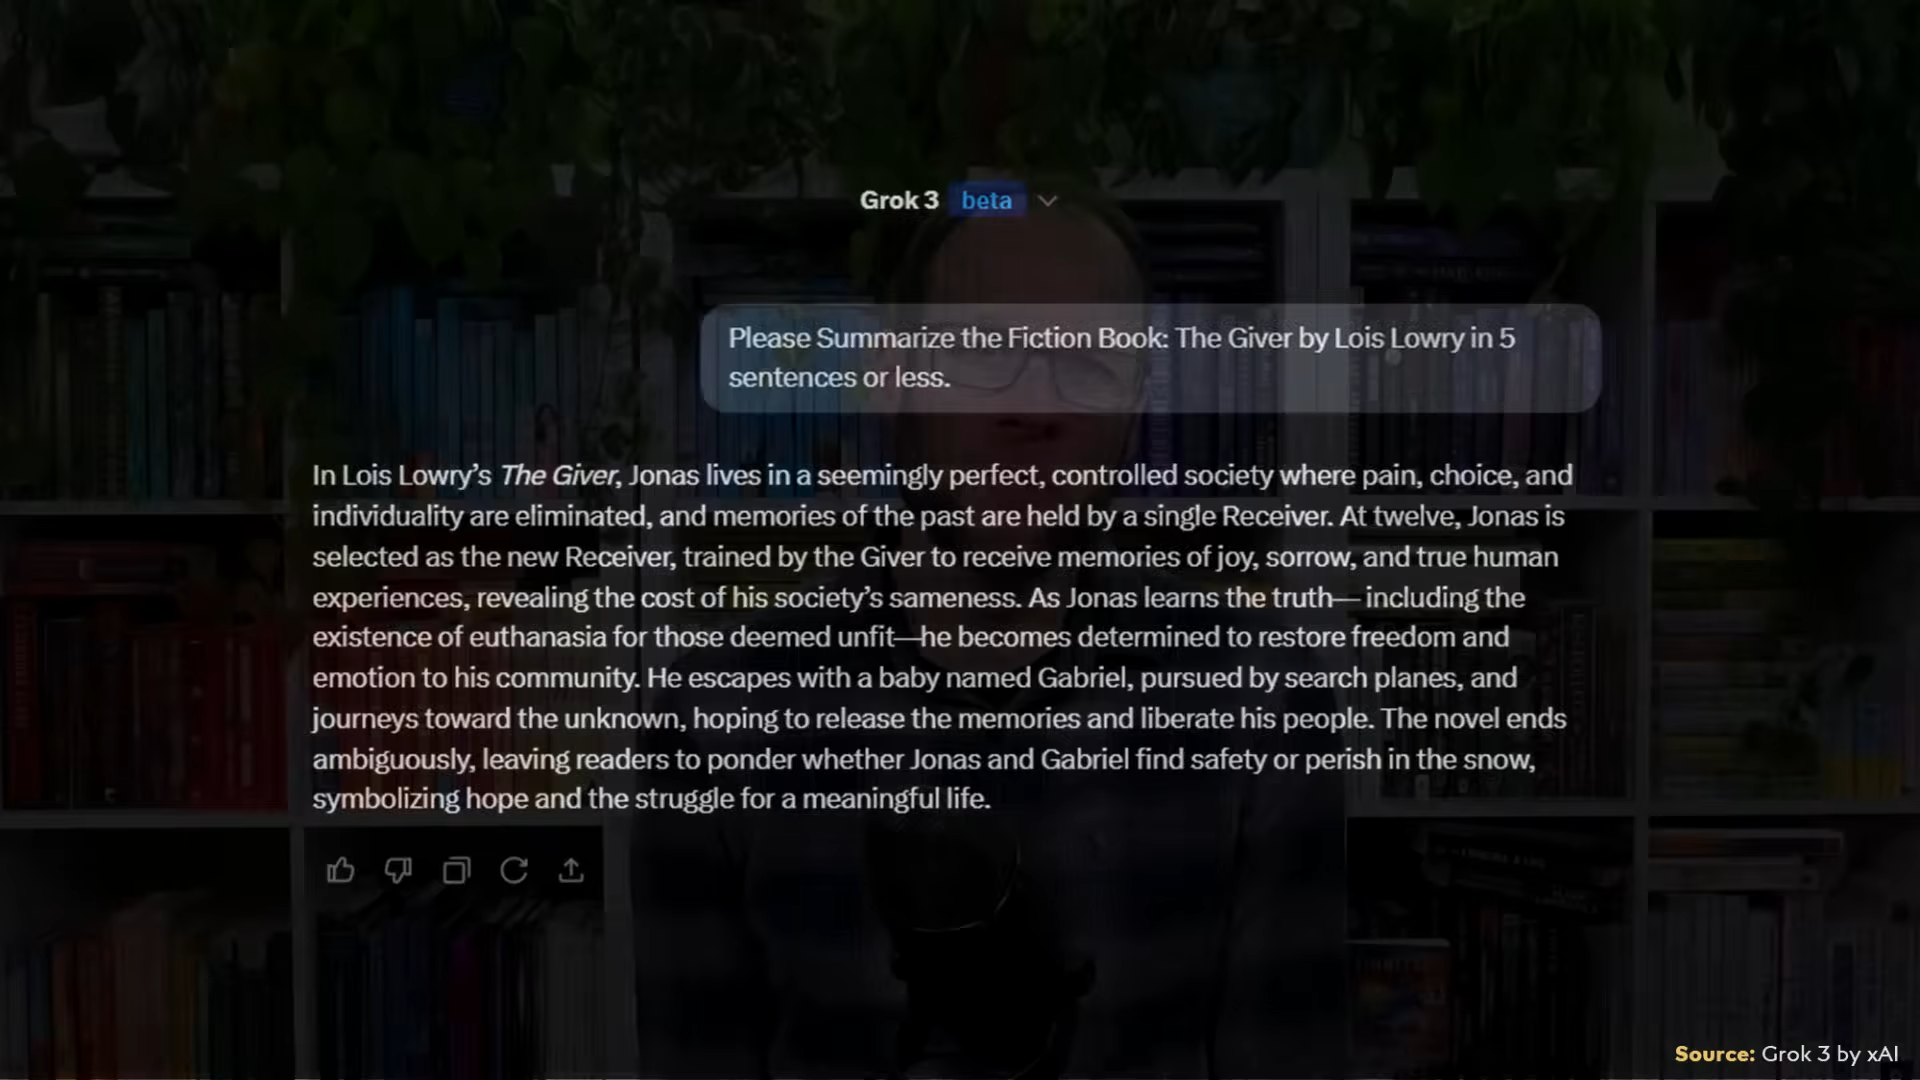 Grok 3 beta
Please Summarize the Fiction Book: The Giver by Lois Lowry in 5
sentences or less.
In Lois Lowry’s The Giver, Jonas lives in a seemingly perfect, controlled society where pain, choice, and
individuality are eliminated, and memories of the past are held by a single Receiver. At twelve, Jonas is
selected as the new Receiver, trained by the Giver to receive memories of joy, sorrow, and true human
experiences, revealing the cost of his society’s sameness. As Jonas learns the truth— including the
existence of euthanasia for those deemed unfit—he becomes determined to restore freedom and
emotion to his community. He escapes with a baby named Gabriel, pursued by search planes, and
journeys toward the unknown, hoping to release the memories and liberate his people. The novel ends
ambiguously, leaving readers to ponder whether Jonas and Gabriel find safety or perish in the snow,
symbolizing hope and the struggle for a meaningful life.
Source: Grok 3 by xAI